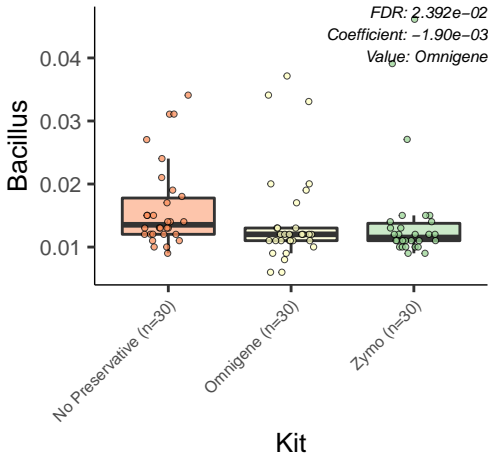 FDR: 2.392e−02
Coefficient: −1.90e−03
Value: Omnigene
0.04
0.03
0.02
0.01
Bacillus
No Preservative (n=30)
Omnigene (n=30)
Zymo (n=30)
Kit